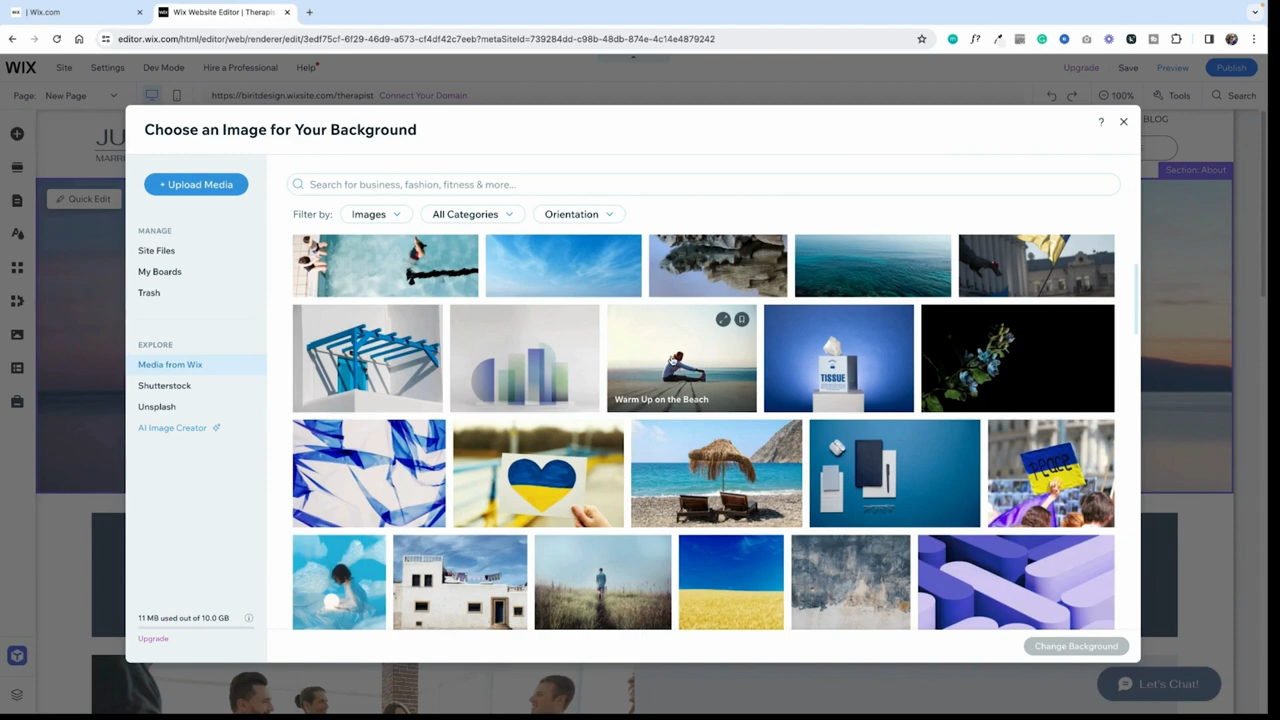 | Wix.com
Wix Website Editor | Therapis
editor.wix.com/html/editor/web/renderer/edit/3edf75cf-6f29-46d9-a573-cf4df42c7eeb?metaSiteId=739284dd-c98b-48db-874e-4c14e4879242
WIX Site Settings Dev Mode Hire a Professional Help Upgrade Save Preview Publish
Page: New Page https://biritdesign.wixsite.com/therapist Connect Your Domain 100% Tools Search
JU
MARRI
BLOG
Section: About
Quick Edit
Choose an Image for Your Background
?
+ Upload Media
MANAGE
Site Files
My Boards
Trash
EXPLORE
Media from Wix
Shutterstock
Unsplash
AI Image Creator
11 MB used out of 10.0 GB
Upgrade
Search for business, fashion, fitness & more...
Filter by: Images All Categories Orientation
Warm Up on the Beach
TISSUE
peace
Change Background
Let's Chat!